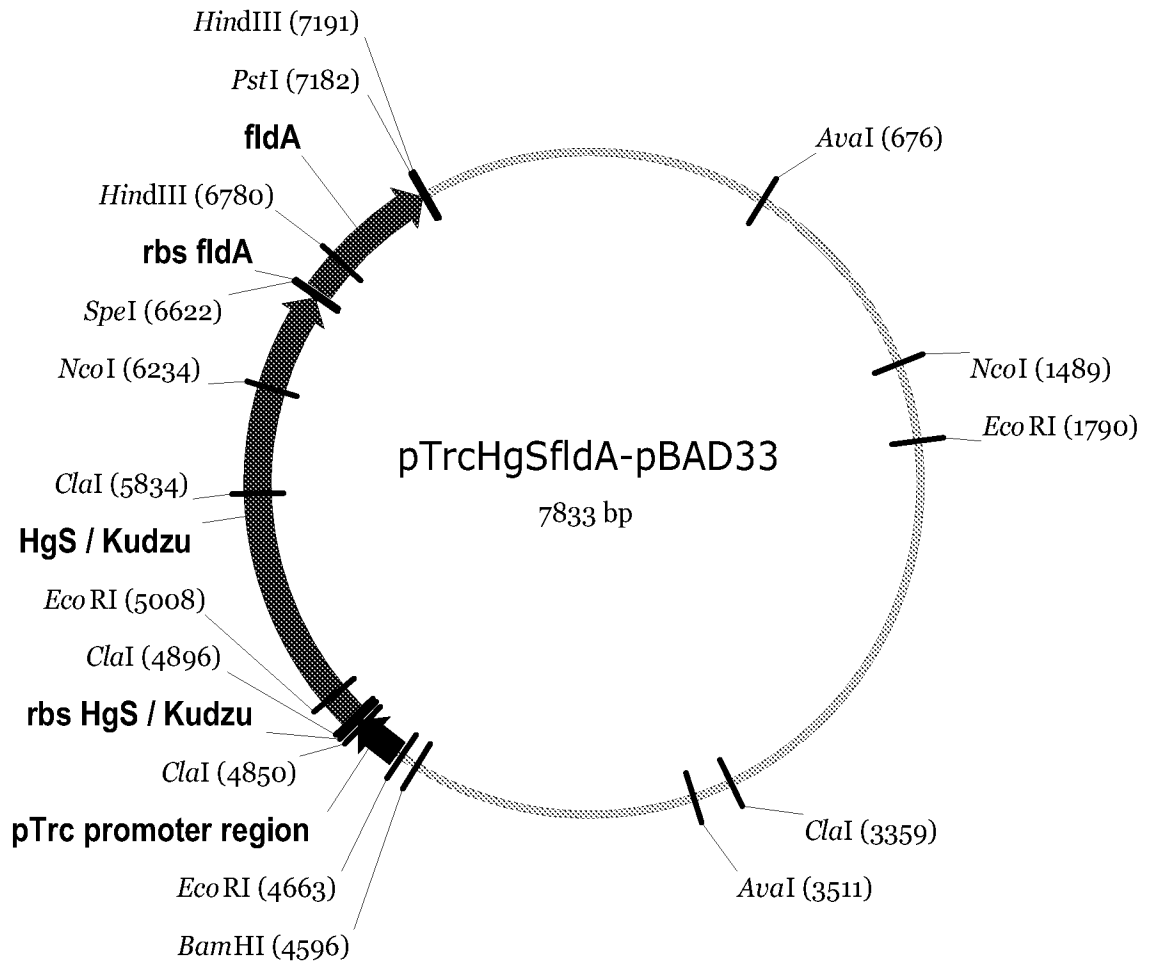 HindIII (7191)
PstI (7182)
fldA
HindIII (6780)
rbs fldA
SpeI (6622)
NcoI (6234)
ClaI (5834)
HgS / Kudzu
EcoRI (5008)
ClaI (4896)
rbs HgS / Kudzu
ClaI (4850)
pTrc promoter region
EcoRI (4663)
BamHI (4596)
pTrcHgSfldA-pBAD33
7833 bp
AvaI (676)
NcoI (1489)
EcoRI (1790)
ClaI (3359)
AvaI (3511)